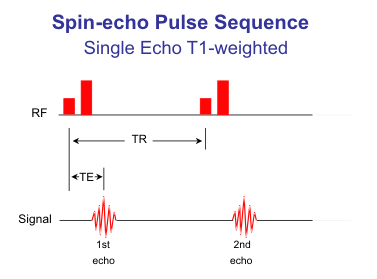 Spin-echo Pulse Sequence
Single Echo T1-weighted
RF
TR
TE
Signal
1st
echo
2nd
echo